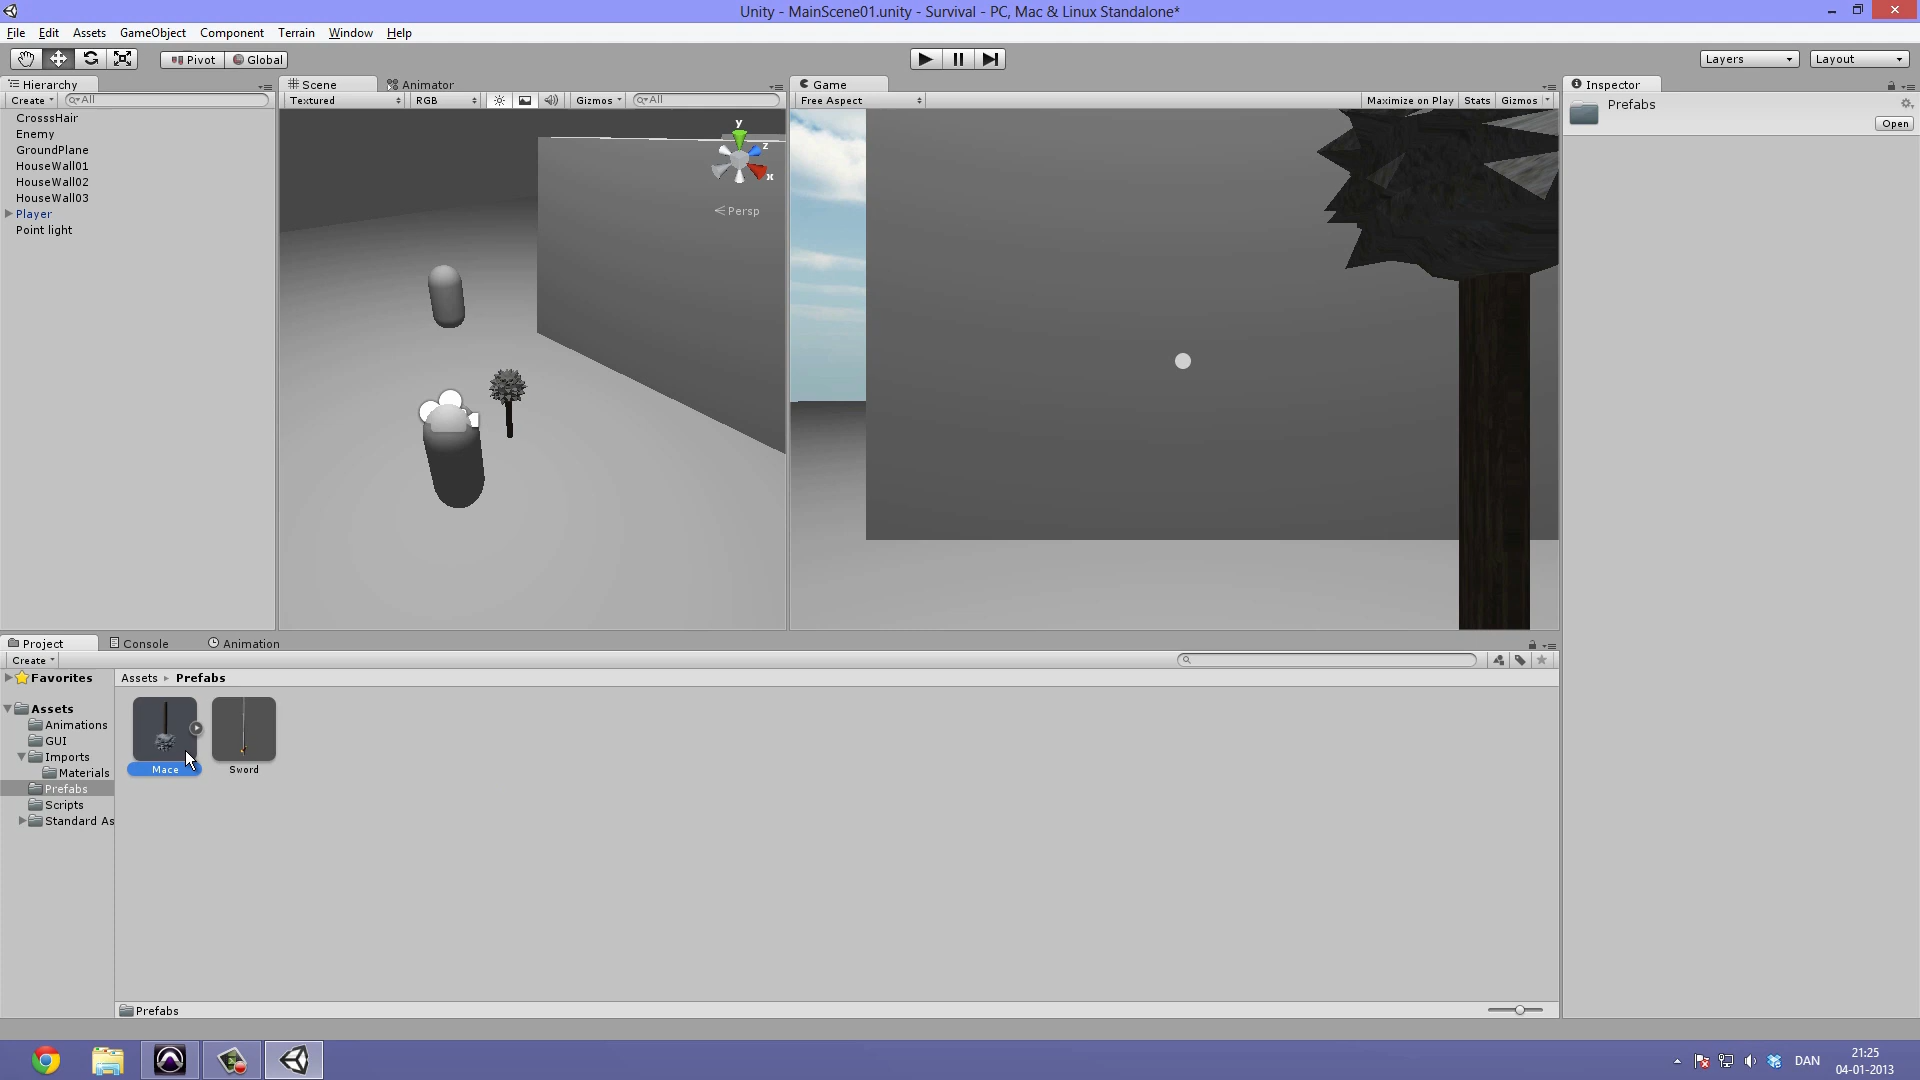 Unity - MainScene01.unity - Survival - PC, Mac & Linux Standalone*
File Edit Assets GameObject Component Terrain Window Help
Pivot Global Layers Layout
Hierarchy
Create All
CrosssHair
Enemy
GroundPlane
HouseWall01
HouseWall02
HouseWall03
Player
Point light
Scene Animator
Textured RGB Gizmos All
y
z
x
Persp
Game
Free Aspect Maximize on Play Stats Gizmos
Inspector
Prefabs
Open
Project Console Animation
Create
Favorites
Assets
Animations
GUI
Imports
Materials
Prefabs
Scripts
Standard As
Assets Prefabs
Mace Sword
Prefabs
DAN
21:25
04-01-2013